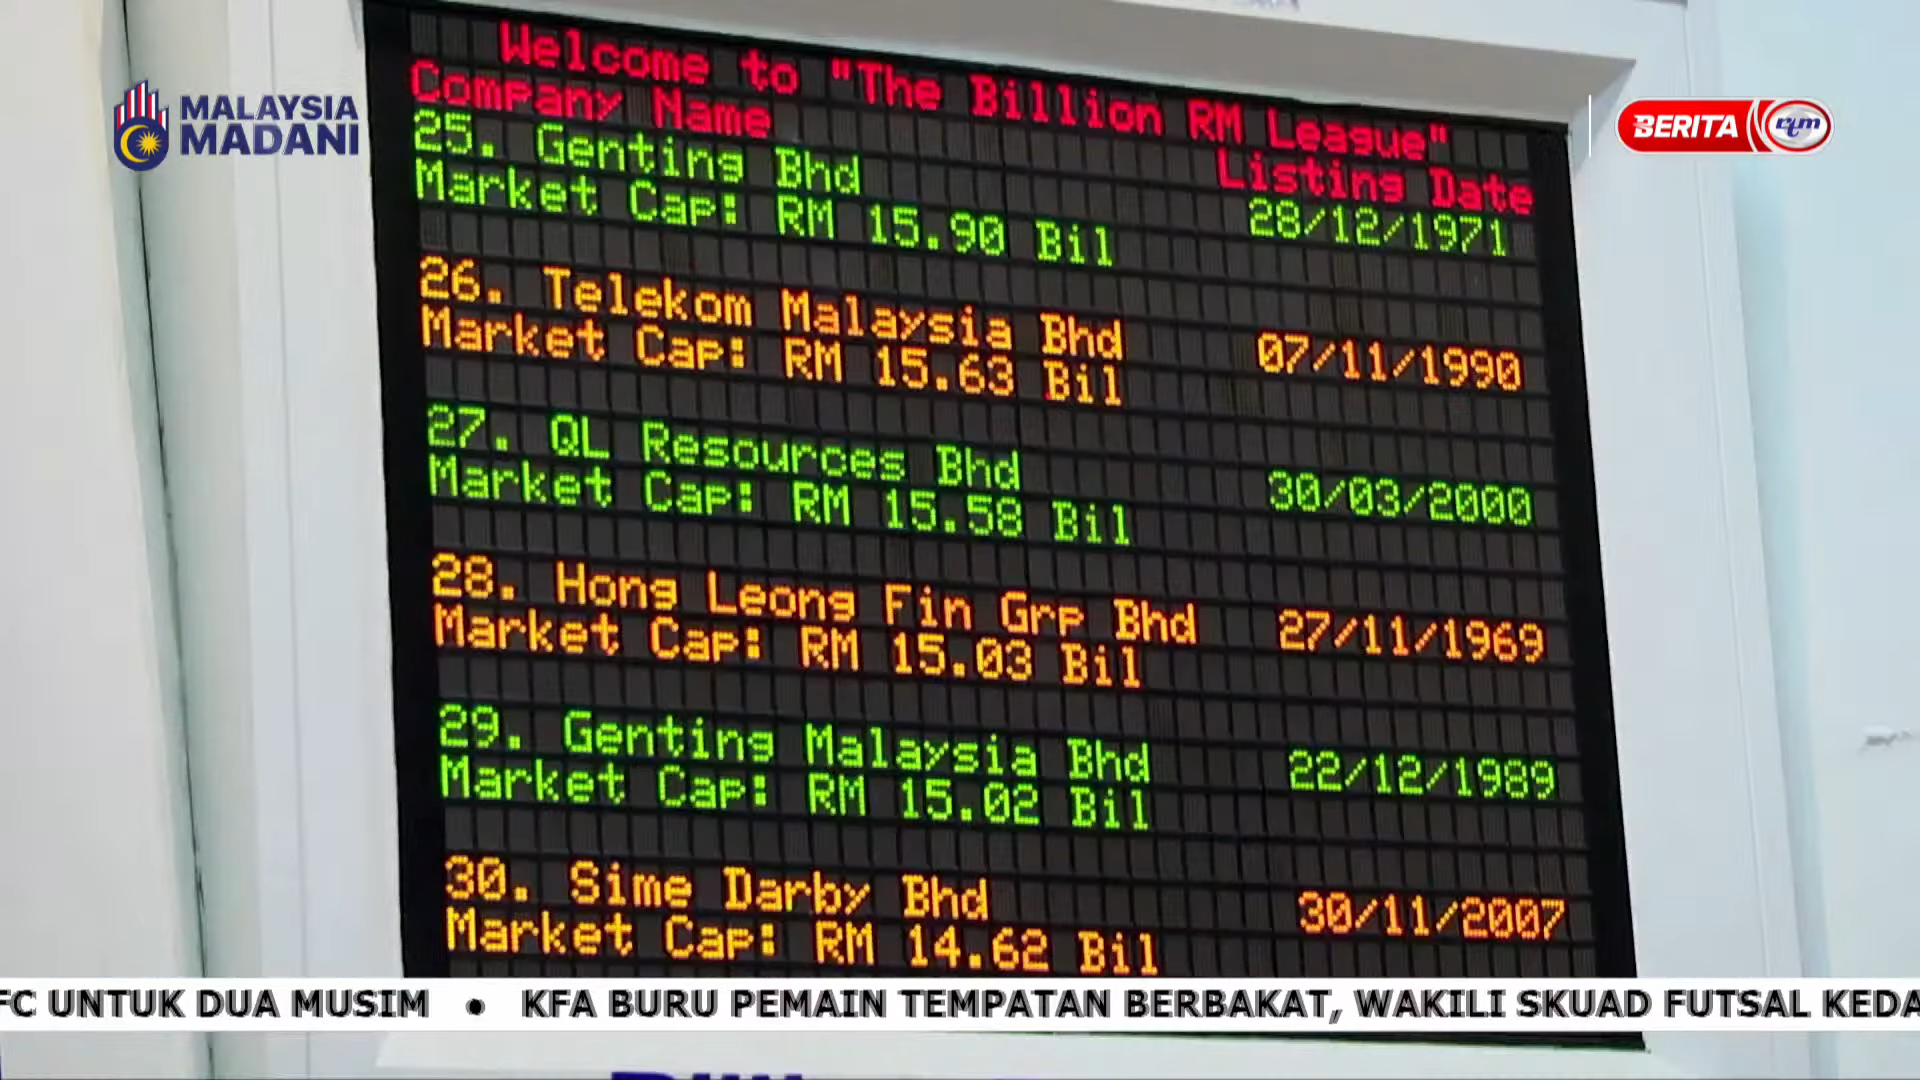 MALAYSIA
MADANI
BERITA rtm
Welcome to "The Billion RM League"
Company Name Listing Date
25. Genting Bhd 28/12/1971
Market Cap: RM 15.90 Bil
26. Telekom Malaysia Bhd 07/11/1990
Market Cap: RM 15.63 Bil
27. QL Resources Bhd 30/03/2000
Market Cap: RM 15.58 Bil
28. Hong Leong Fin Grp Bhd 27/11/1969
Market Cap: RM 15.03 Bil
29. Genting Malaysia Bhd 22/12/1989
Market Cap: RM 15.02 Bil
30. Sime Darby Bhd 30/11/2007
Market Cap: RM 14.62 Bil
FC UNTUK DUA MUSIM • KFA BURU PEMAIN TEMPATAN BERBAKAT, WAKILI SKUAD FUTSAL KEDA